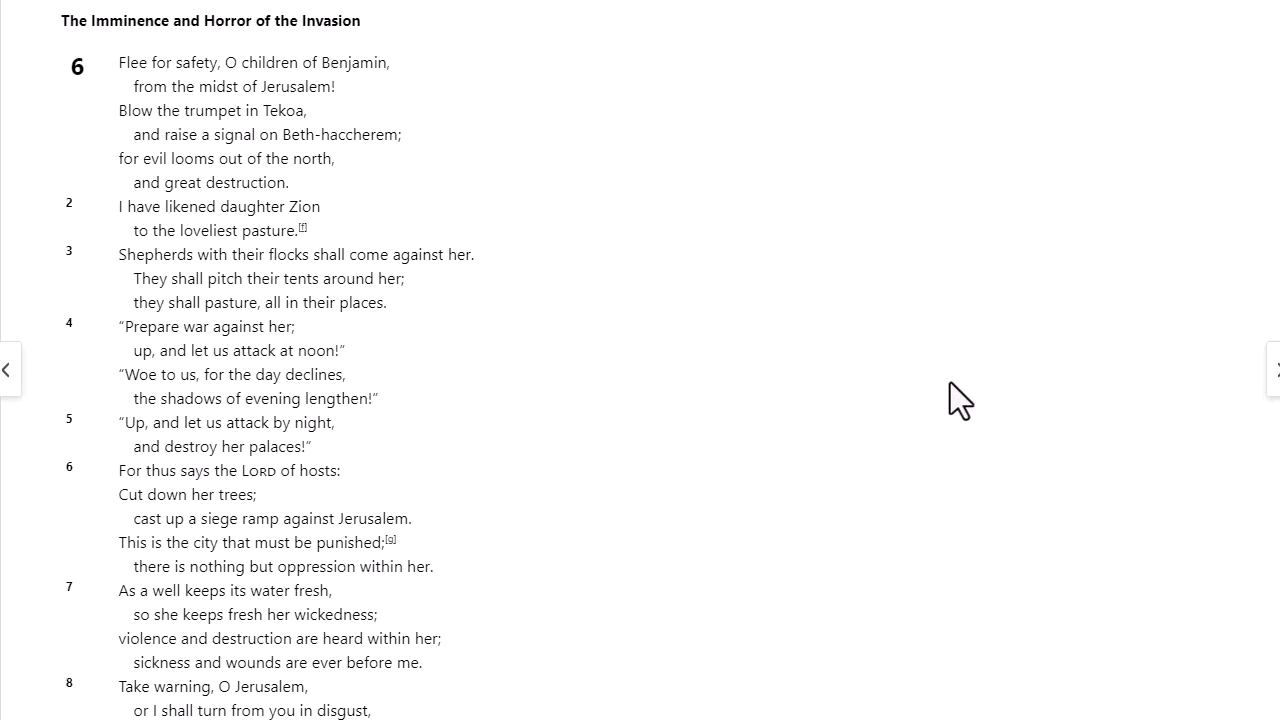 The Imminence and Horror of the Invasion
6 Flee for safety, O children of Benjamin,
from the midst of Jerusalem!
Blow the trumpet in Tekoa,
and raise a signal on Beth-haccherem;
for evil looms out of the north,
and great destruction.
2 I have likened daughter Zion
to the loveliest pasture.[f]
3 Shepherds with their flocks shall come against her.
They shall pitch their tents around her;
they shall pasture, all in their places.
4 “Prepare war against her;
up, and let us attack at noon!”
“Woe to us, for the day declines,
the shadows of evening lengthen!”
5 “Up, and let us attack by night,
and destroy her palaces!”
6 For thus says the LORD of hosts:
Cut down her trees;
cast up a siege ramp against Jerusalem.
This is the city that must be punished;[g]
there is nothing but oppression within her.
7 As a well keeps its water fresh,
so she keeps fresh her wickedness;
violence and destruction are heard within her;
sickness and wounds are ever before me.
8 Take warning, O Jerusalem,
or I shall turn from you in disgust,